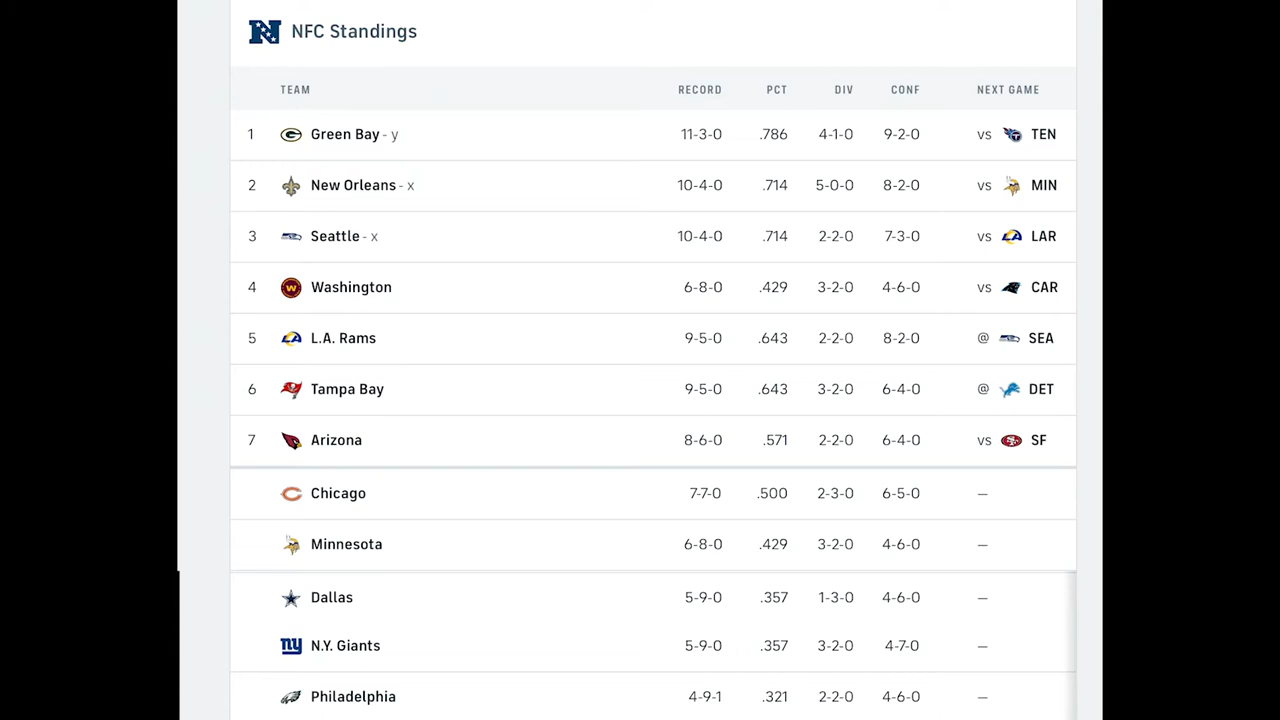 NFC Standings
TEAM RECORD PCT DIV CONF NEXT GAME
1 Green Bay - y 11-3-0 .786 4-1-0 9-2-0 vs TEN
2 New Orleans - x 10-4-0 .714 5-0-0 8-2-0 vs MIN
3 Seattle - x 10-4-0 .714 2-2-0 7-3-0 vs LAR
4 W Washington 6-8-0 .429 3-2-0 4-6-0 vs CAR
5 LA L.A. Rams 9-5-0 .643 2-2-0 8-2-0 @ SEA
6 Tampa Bay 9-5-0 .643 3-2-0 6-4-0 @ DET
7 Arizona 8-6-0 .571 2-2-0 6-4-0 vs SF
Chicago 7-7-0 .500 2-3-0 6-5-0 –
Minnesota 6-8-0 .429 3-2-0 4-6-0 –
Dallas 5-9-0 .357 1-3-0 4-6-0 –
ny N.Y. Giants 5-9-0 .357 3-2-0 4-7-0 –
Philadelphia 4-9-1 .321 2-2-0 4-6-0 –